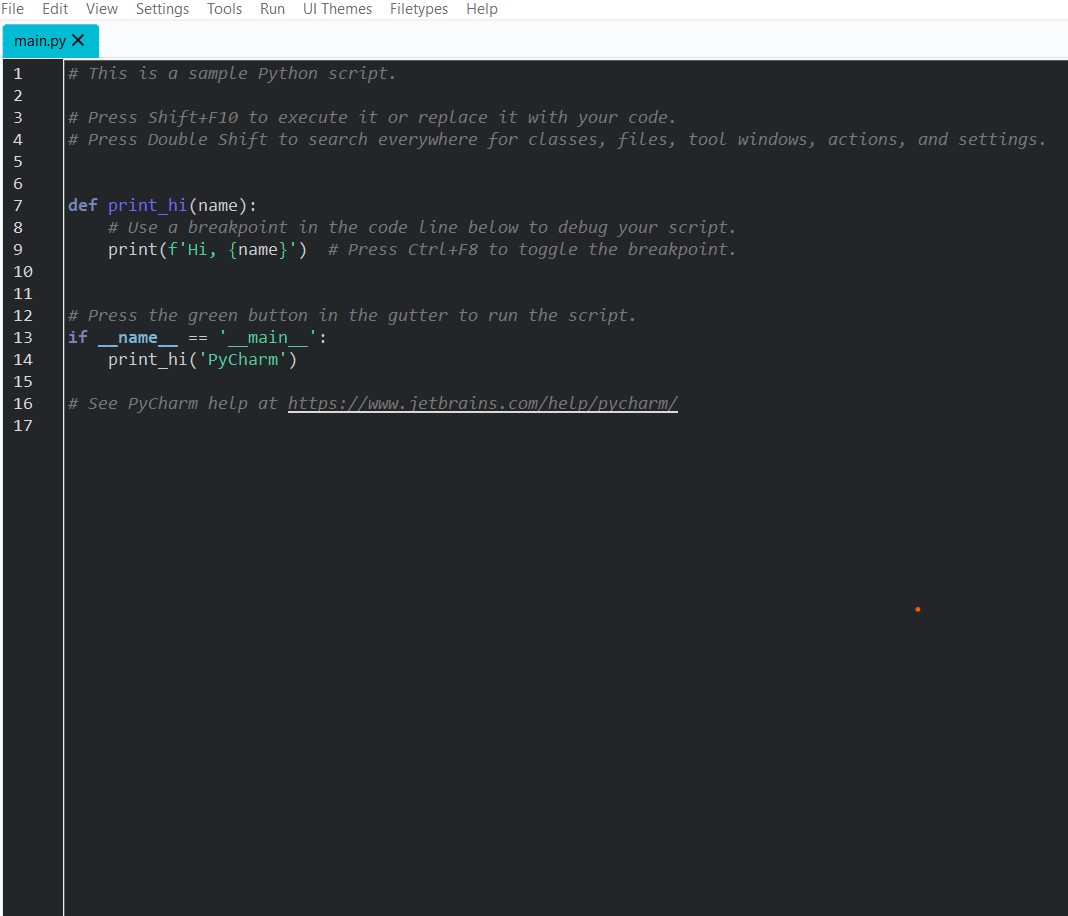 File Edit View Settings Tools Run UI Themes Filetypes Help
main.py
1 # This is a sample Python script.
2
3 # Press Shift+F10 to execute it or replace it with your code.
4 # Press Double Shift to search everywhere for classes, files, tool windows, actions, and settings.
5
6
7 def print_hi(name):
8     # Use a breakpoint in the code line below to debug your script.
9     print(f'Hi, {name}')  # Press Ctrl+F8 to toggle the breakpoint.
10
11
12 # Press the green button in the gutter to run the script.
13 if __name__ == '__main__':
14     print_hi('PyCharm')
15
16 # See PyCharm help at https://www.jetbrains.com/help/pycharm/
17